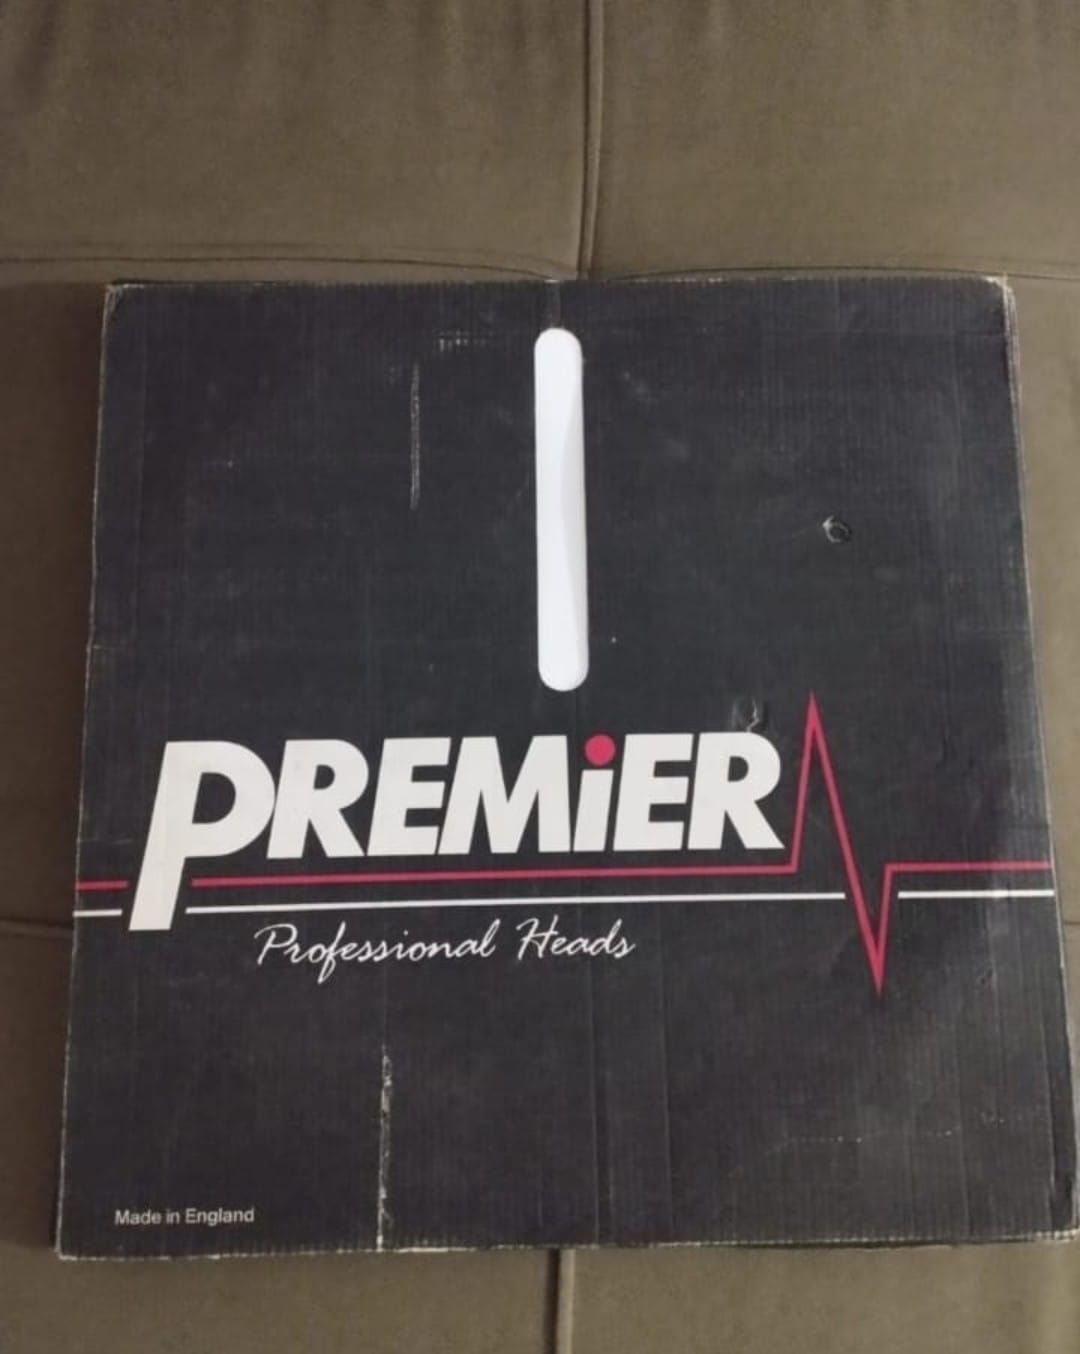 PREMiER
Professional Heads
Made in England